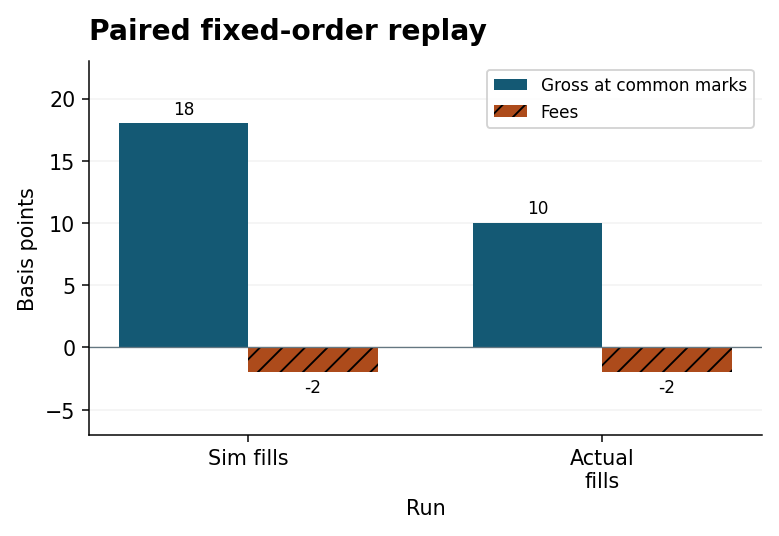 Paired fixed-order replay
Gross at common marks
Fees
Basis points
20
15
10
5
0
−5
18
-2
10
-2
Sim fills
Actual
fills
Run